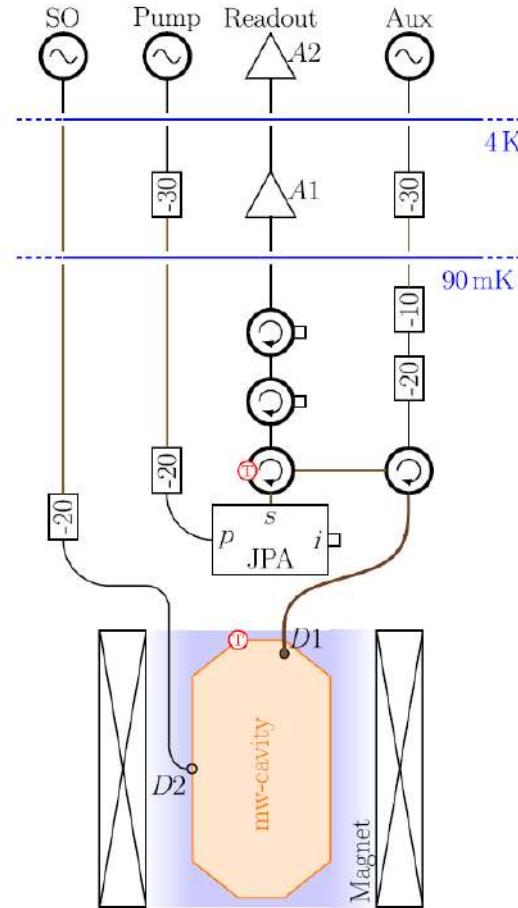 SO Pump Readout Aux
A2
4 K
-30 A1 -30
90 mK
-10
-20
T
-20 -20
s
p i
JPA
T D1
mw-cavity
D2
Magnet